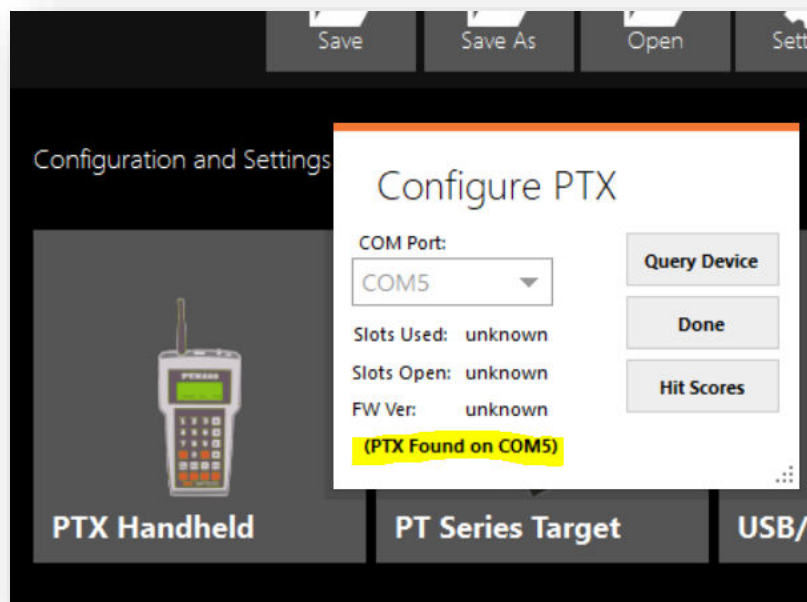 Save
Save As
Open
Sett
Configuration and Settings
Configure PTX
COM Port:
COM5
Query Device
Slots Used: unknown
Done
Slots Open: unknown
Hit Scores
FW Ver: unknown
(PTX Found on COM5)
PTX Handheld
PT Series Target
USB/